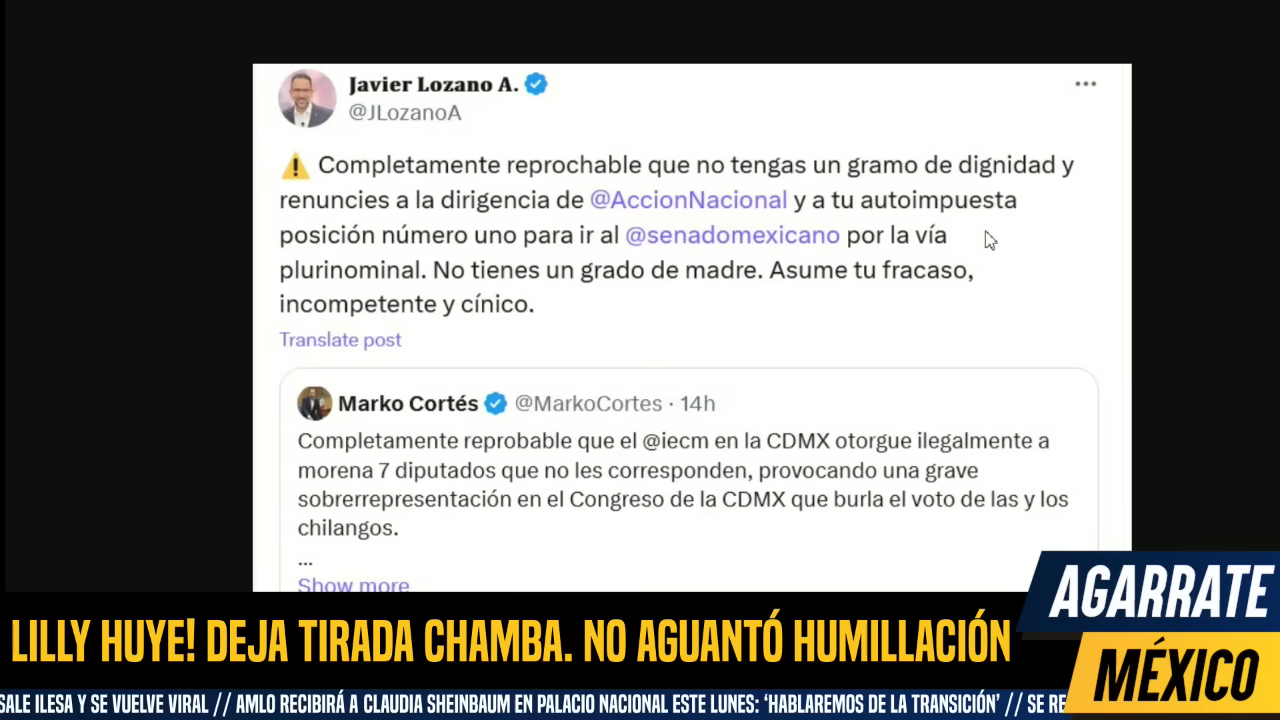 Javier Lozano A.
@JLozanoA
⚠️ Completamente reprochable que no tengas un gramo de dignidad y
renuncies a la dirigencia de @AccionNacional y a tu autoimpuesta
posición número uno para ir al @senadomexicano por la vía
plurinominal. No tienes un grado de madre. Asume tu fracaso,
incompetente y cínico.
Translate post
Marko Cortés @MarkoCortes · 14h
Completamente reprobable que el @iecm en la CDMX otorgue ilegalmente a
morena 7 diputados que no les corresponden, provocando una grave
sobrerrepresentación en el Congreso de la CDMX que burla el voto de las y los
chilangos.
...
Show more
AGARRATE
MÉXICO
LILLY HUYE! DEJA TIRADA CHAMBA. NO AGUANTÓ HUMILLACIÓN
SALE ILESA Y SE VUELVE VIRAL // AMLO RECIBIRÁ A CLAUDIA SHEINBAUM EN PALACIO NACIONAL ESTE LUNES: ‘HABLAREMOS DE LA TRANSICIÓN’ // SE RE